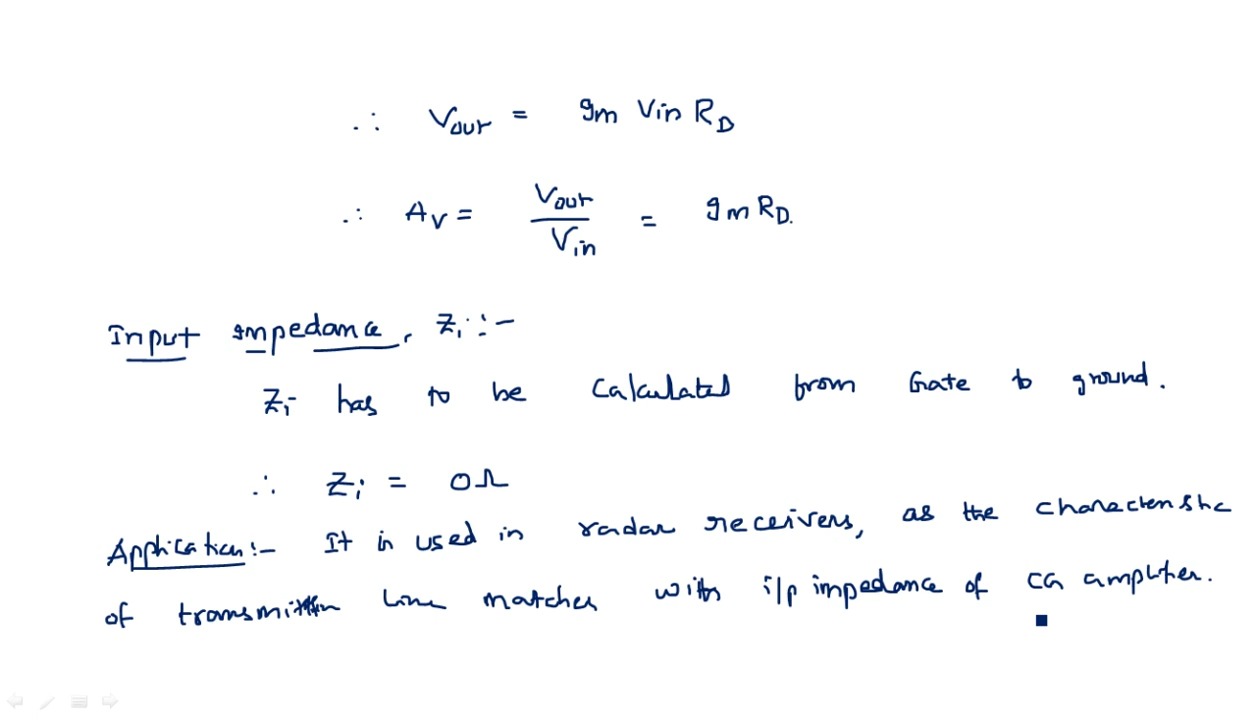 ∴ Vout = gm Vin RD
∴ AV = Vout / Vin = gm RD.
Input impedance, Zi :-
Zi has to be calculated from Gate to ground.
∴ Zi = 0Ω
Application :- It is used in radar receivers, as the characteristic
of transmission line matches with i/p impedance of CG amplifier.